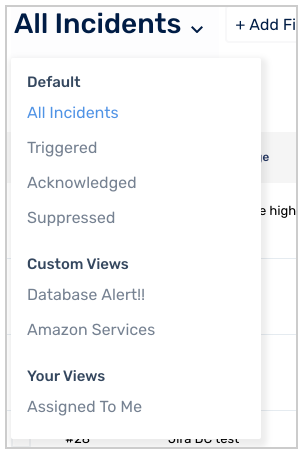 All Incidents
+ Add Fi
Default
All Incidents
Triggered
ge
Acknowledged
Suppressed
e high
Custom Views
Database Alert!!
Amazon Services
Your Views
Assigned To Me
#28 Jira DC test